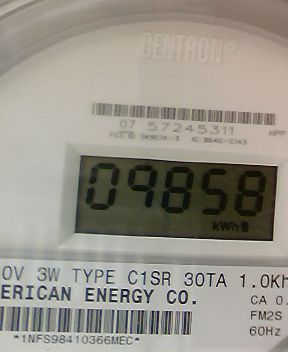 CENTRON®
07 57245311
09858
kWh
0V 3W TYPE C1SR 30TA 1.0Kh
ERICAN ENERGY CO.
CA 0.
FM2S
*1NFS98410366MEC*
60Hz